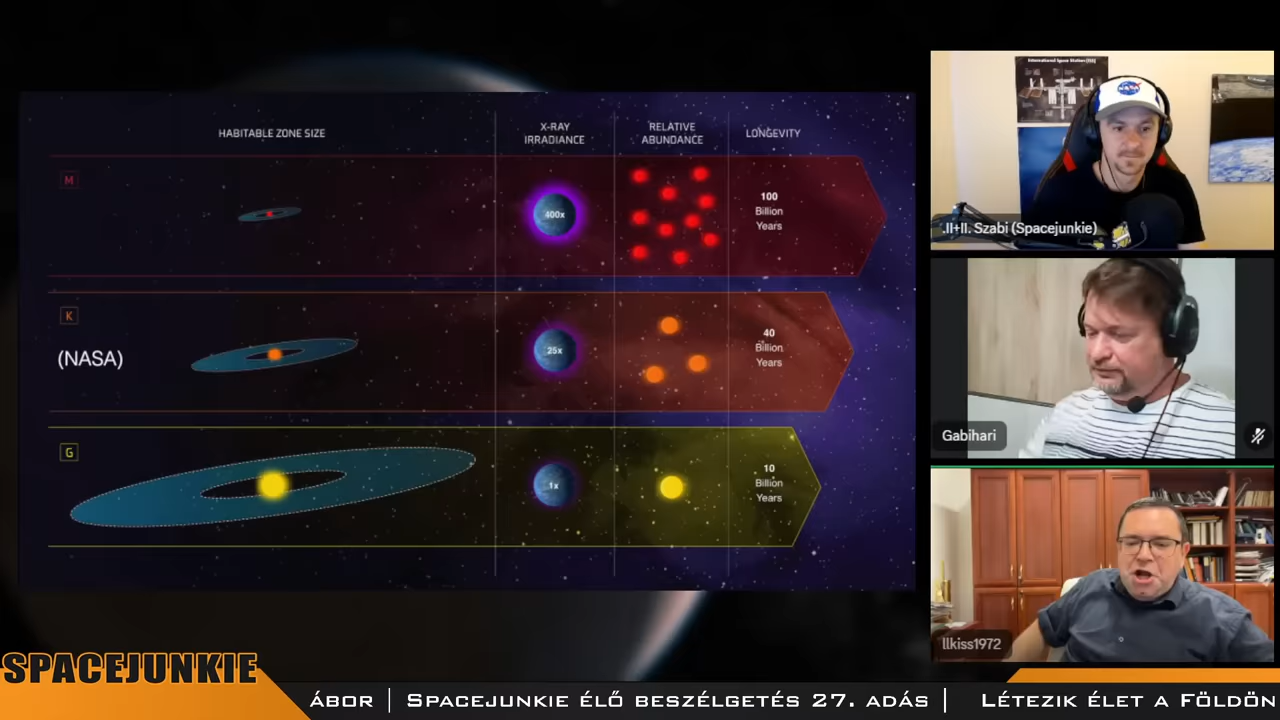 HABITABLE ZONE SIZE
X-RAY
IRRADIANCE
RELATIVE
ABUNDANCE
LONGEVITY
M
400x
100
Billion
Years
K
(NASA)
25x
40
Billion
Years
G
1x
10
Billion
Years
International Space Station (ISS)
NASA
.II+II. Szabi (Spacejunkie)
Gabihari
llkiss1972
SPACEJUNKIE
ÁBOR | SPACEJUNKIE ÉLŐ BESZÉLGETÉS 27. ADÁS | LÉTEZIK ÉLET A FÖLDÖN